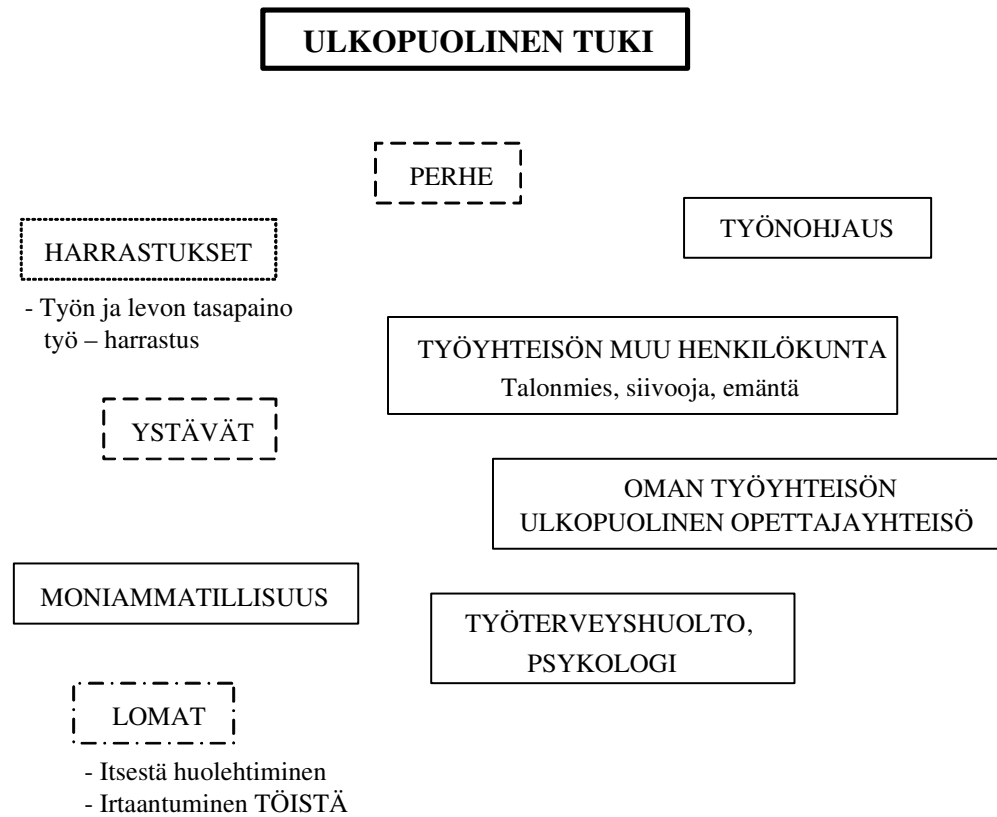 ULKOPUOLINEN TUKI
PERHE
TYÖNOHJAUS
HARRASTUKSET
- Työn ja levon tasapaino
työ – harrastus
TYÖYHTEISÖN MUU HENKILÖKUNTA
Talonmies, siivooja, emäntä
YSTÄVÄT
OMAN TYÖYHTEISÖN
ULKOPUOLINEN OPETTAJAYHTEISÖ
MONIAMMATILLISUUS
TYÖTERVEYSHUOLTO,
PSYKOLOGI
LOMAT
- Itsestä huolehtiminen
- Irtaantuminen TÖISTÄ